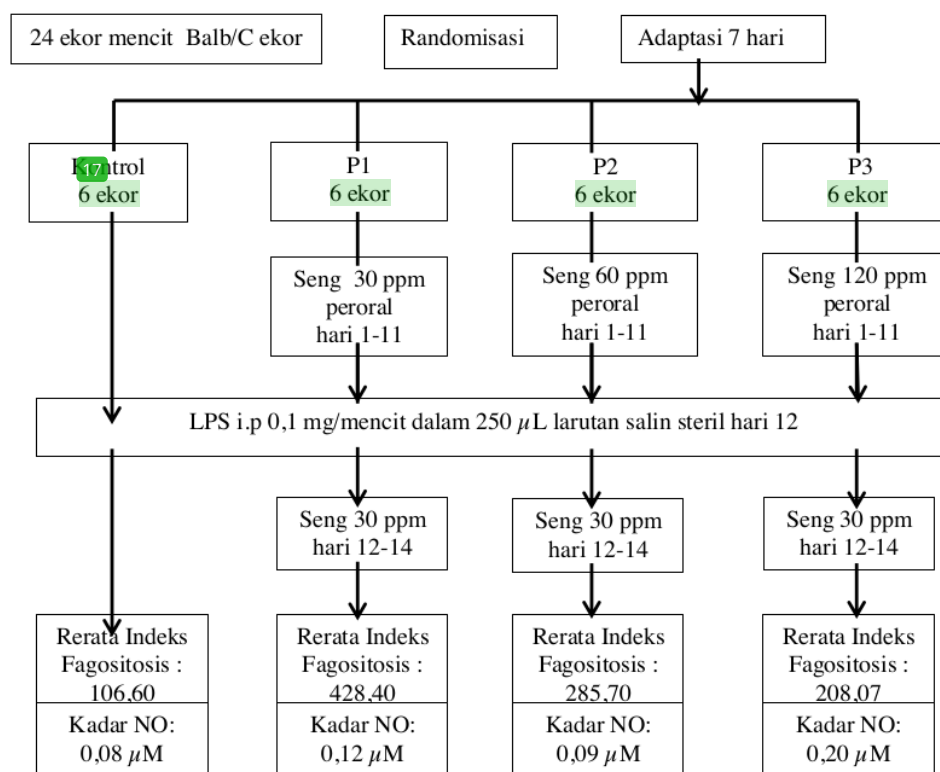 24 ekor mencit Balb/C ekor
Randomisasi
Adaptasi 7 hari
Kontrol
17
6 ekor
P1
6 ekor
P2
6 ekor
P3
6 ekor
Seng 30 ppm
peroral
hari 1-11
Seng 60 ppm
peroral
hari 1-11
Seng 120 ppm
peroral
hari 1-11
LPS i.p 0,1 mg/mencit dalam 250 µL larutan salin steril hari 12
Seng 30 ppm
hari 12-14
Seng 30 ppm
hari 12-14
Seng 30 ppm
hari 12-14
Rerata Indeks
Fagositosis :
106,60
Kadar NO:
0,08 µM
Rerata Indeks
Fagositosis :
428,40
Kadar NO:
0,12 µM
Rerata Indeks
Fagositosis :
285,70
Kadar NO:
0,09 µM
Rerata Indeks
Fagositosis :
208,07
Kadar NO:
0,20 µM